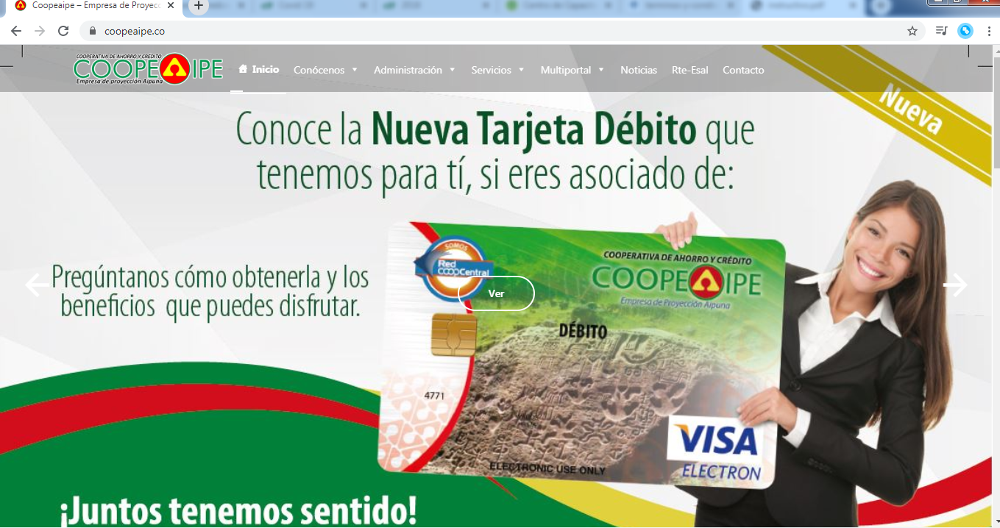 Coopeaipe – Empresa de Proyecc
coopeaipe.co
COOPERATIVA DE AHORRO Y CRÉDITO
COOPEAIPE
Empresa de proyección Aipuna
Inicio Conócenos Administración Servicios Multiportal Noticias Rte-Esal Contacto
Nueva
Conoce la Nueva Tarjeta Débito que
tenemos para tí, si eres asociado de:
Pregúntanos cómo obtenerla y los
beneficios que puedes disfrutar.
SOMOS
Red
COOPCentral
COOPERATIVA DE AHORRO Y CRÉDITO
COOPEAIPE
Empresa de Proyección Aipuna
Ver
DÉBITO
4771
VISA
ELECTRON
ELECTRONIC USE ONLY
¡Juntos tenemos sentido!